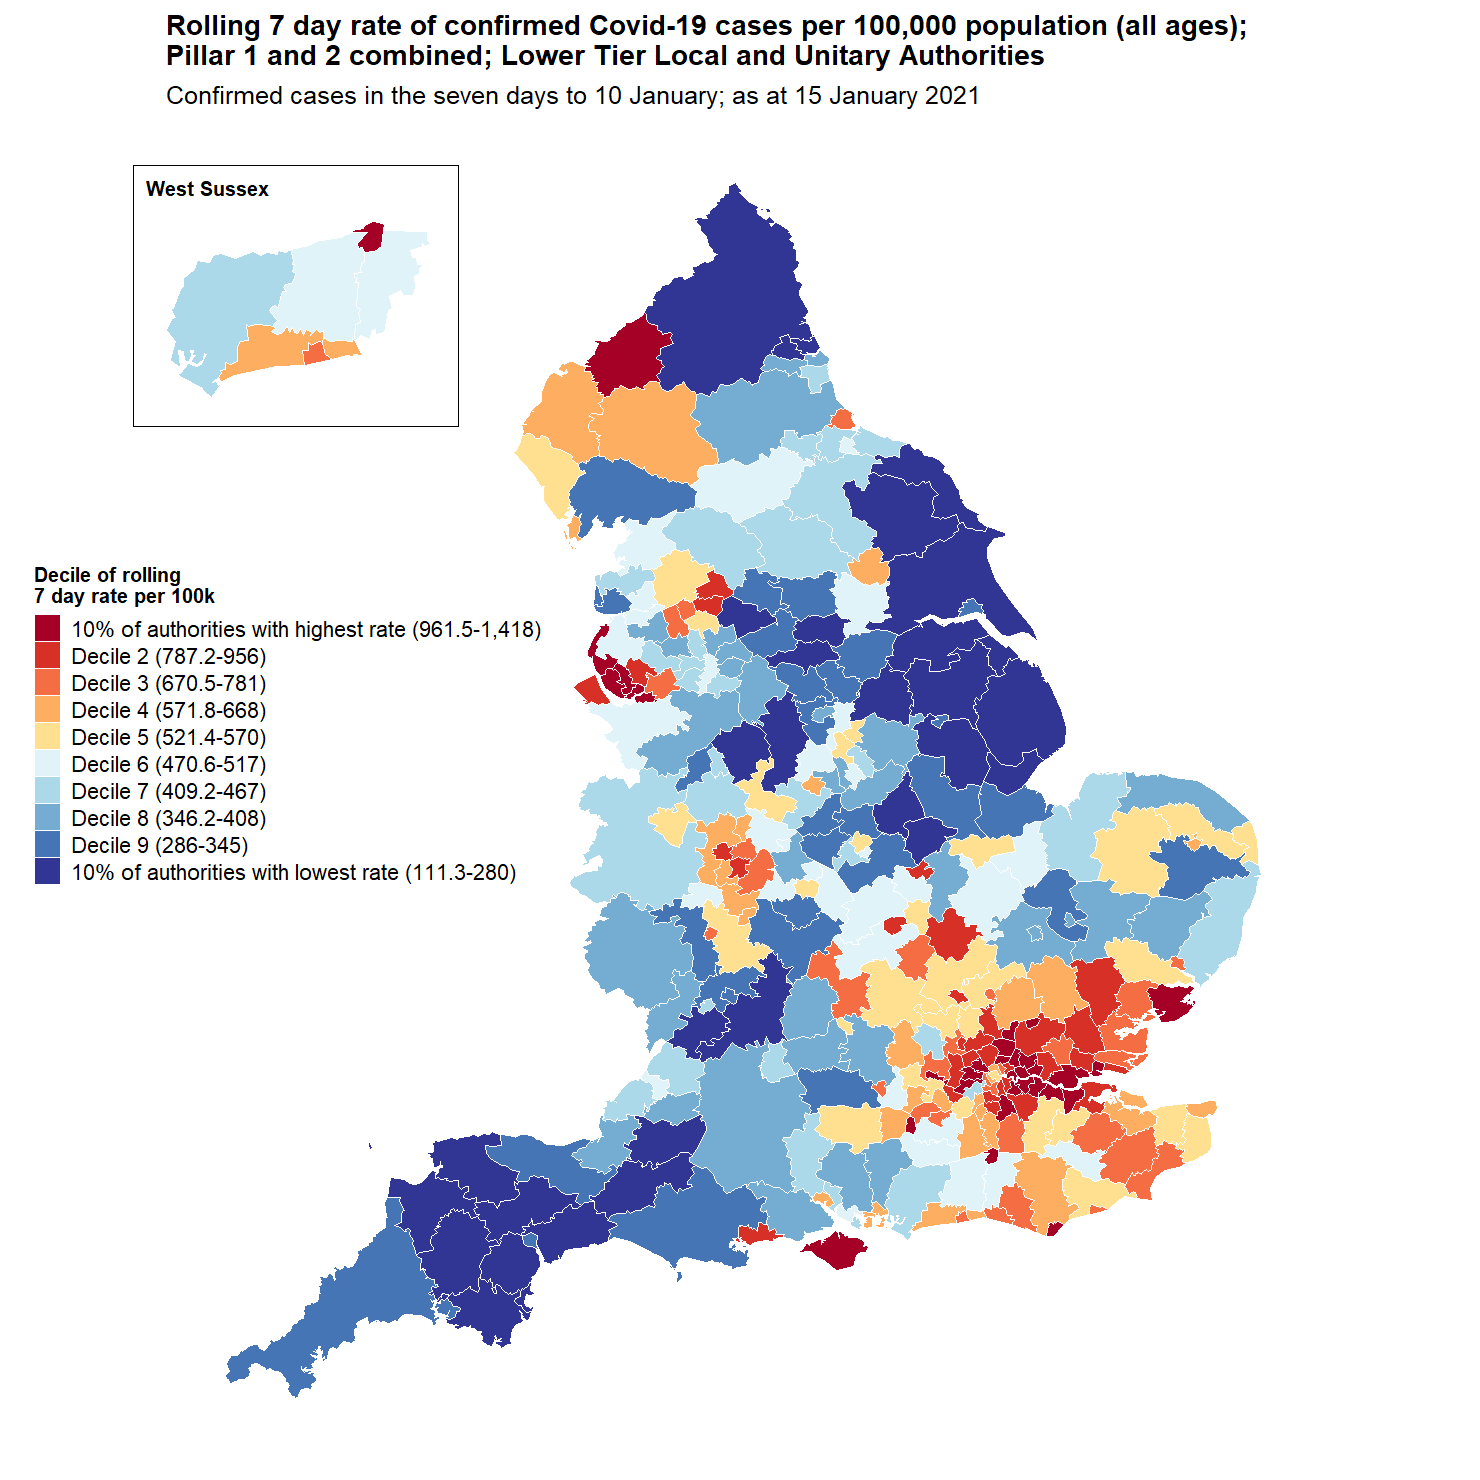 Rolling 7 day rate of confirmed Covid-19 cases per 100,000 population (all ages);
Pillar 1 and 2 combined; Lower Tier Local and Unitary Authorities
Confirmed cases in the seven days to 10 January; as at 15 January 2021
West Sussex
Decile of rolling
7 day rate per 100k
10% of authorities with highest rate (961.5-1,418)
Decile 2 (787.2-956)
Decile 3 (670.5-781)
Decile 4 (571.8-668)
Decile 5 (521.4-570)
Decile 6 (470.6-517)
Decile 7 (409.2-467)
Decile 8 (346.2-408)
Decile 9 (286-345)
10% of authorities with lowest rate (111.3-280)